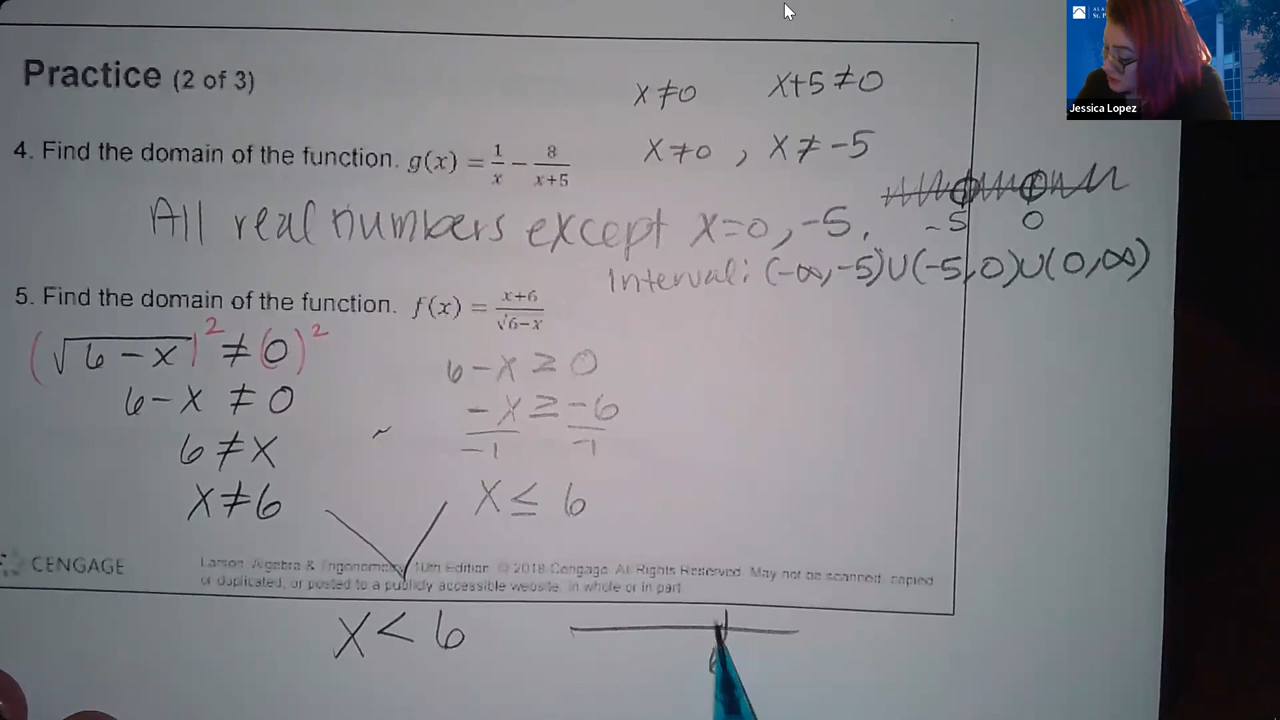 Practice (2 of 3)
x≠0 x+5≠0
4. Find the domain of the function. g(x) = 1/x − 8/(x+5)
x≠0 , x≠-5
All real numbers except x=0,-5.
-5 0
Interval: (-∞,-5)∪(-5,0)∪(0,∞)
5. Find the domain of the function. f(x) = (x+6)/√6−x
(√6-x)² ≠ (0)²
6-x ≠ 0
6 ≠ x
x≠6
6-x ≥ 0
-x ≥ -6
-1 -1
x ≤ 6
CENGAGE
Larson, Algebra & Trigonometry, 10th Edition. © 2018 Cengage. All Rights Reserved. May not be scanned, copied
or duplicated, or posted to a publicly accessible website, in whole or in part.
x < 6
Jessica Lopez